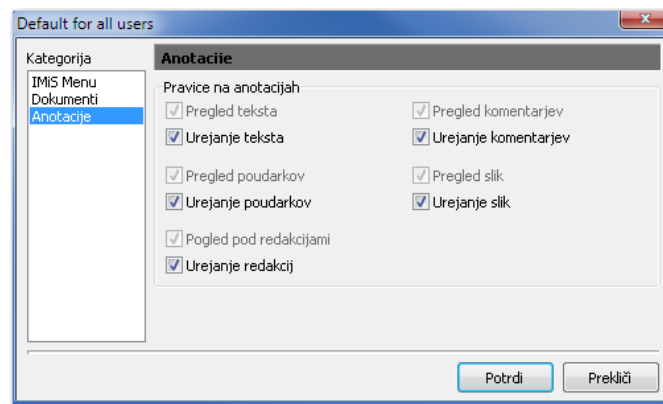 Default for all users
Kategorija
IMiS Menu
Dokumenti
Anotacije
Anotacije
Pravice na anotacijah
Pregled teksta
Pregled komentarjev
Urejanje teksta
Urejanje komentarjev
Pregled poudarkov
Pregled slik
Urejanje poudarkov
Urejanje slik
Pogled pod redakcijami
Urejanje redakcij
Potrdi
Prekliči